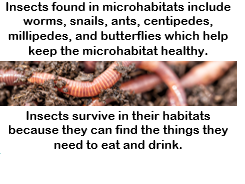 Insects found in microhabitats include
worms, snails, ants, centipedes,
millipedes, and butterflies which help
keep the microhabitat healthy.
Insects survive in their habitats
because they can find the things they
need to eat and drink.